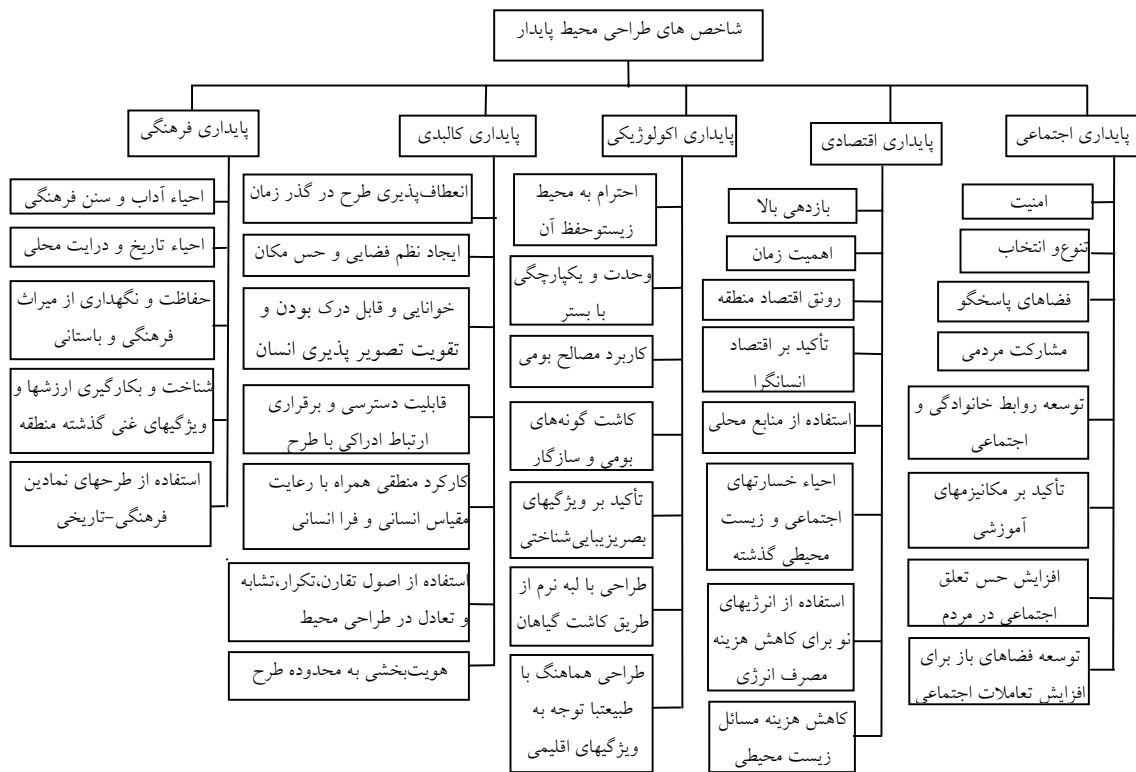 شاخص های طراحی محیط پایدار
پایداری اجتماعی
امنیت
تنوع‌و انتخاب
فضاهای پاسخگو
مشارکت مردمی
توسعه روابط خانوادگی و
اجتماعی
تأکید بر مکانیزمهای
آموزشی
افزایش حس تعلق
اجتماعی در مردم
توسعه فضاهای باز برای
افزایش تعاملات اجتماعی
پایداری اقتصادی
بازدهی بالا
اهمیت زمان
رونق اقتصاد منطقه
تأکید بر اقتصاد
انسانگرا
استفاده از منابع محلی
احیاء خسارتهای
اجتماعی و زیست
محیطی گذشته
استفاده از انرژیهای
نو برای کاهش هزینه
مصرف انرژی
کاهش هزینه مسائل
زیست محیطی
پایداری اکولوژیکی
احترام به محیط
زیستوحفظ آن
وحدت و یکپارچگی
با بستر
کاربرد مصالح بومی
کاشت گونه‌های
بومی و سازگار
تأکید بر ویژگیهای
بصریزیبایی‌شناختی
طراحی با لبه نرم از
طریق کاشت گیاهان
طراحی هماهنگ با
طبیعتبا توجه به
ویژگیهای اقلیمی
پایداری کالبدی
انعطاف‌پذیری طرح در گذر زمان
ایجاد نظم فضایی و حس مکان
خوانایی و قابل درک بودن و
تقویت تصویر پذیری انسان
قابلیت دسترسی و برقراری
ارتباط ادراکی با طرح
کارکرد منطقی همراه با رعایت
مقیاس انسانی و فرا انسانی
استفاده از اصول تقارن،تکرار،تشابه
و تعادل در طراحی محیط
هویت‌بخشی به محدوده طرح
پایداری فرهنگی
احیاء آداب و سنن فرهنگی
احیاء تاریخ و درایت محلی
حفاظت و نگهداری از میراث
فرهنگی و باستانی
شناخت و بکارگیری ارزشها و
ویژگیهای غنی گذشته منطقه
استفاده از طرحهای نمادین
فرهنگی-تاریخی